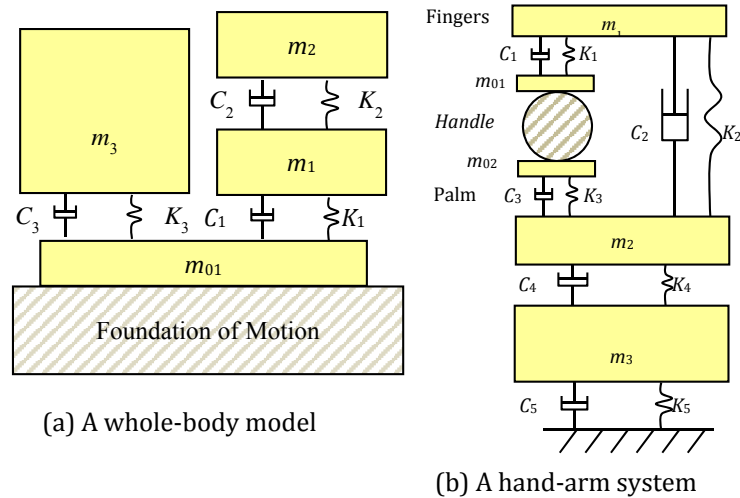 m₃
m₂
C₂
K₂
m₁
C₃
K₃
C₁
K₁
m₀₁
Foundation of Motion
(a) A whole-body model
Fingers
m₁
C₁
K₁
m₀₁
Handle
C₂
K₂
m₀₂
Palm
C₃
K₃
m₂
C₄
K₄
m₃
C₅
K₅
(b) A hand-arm system